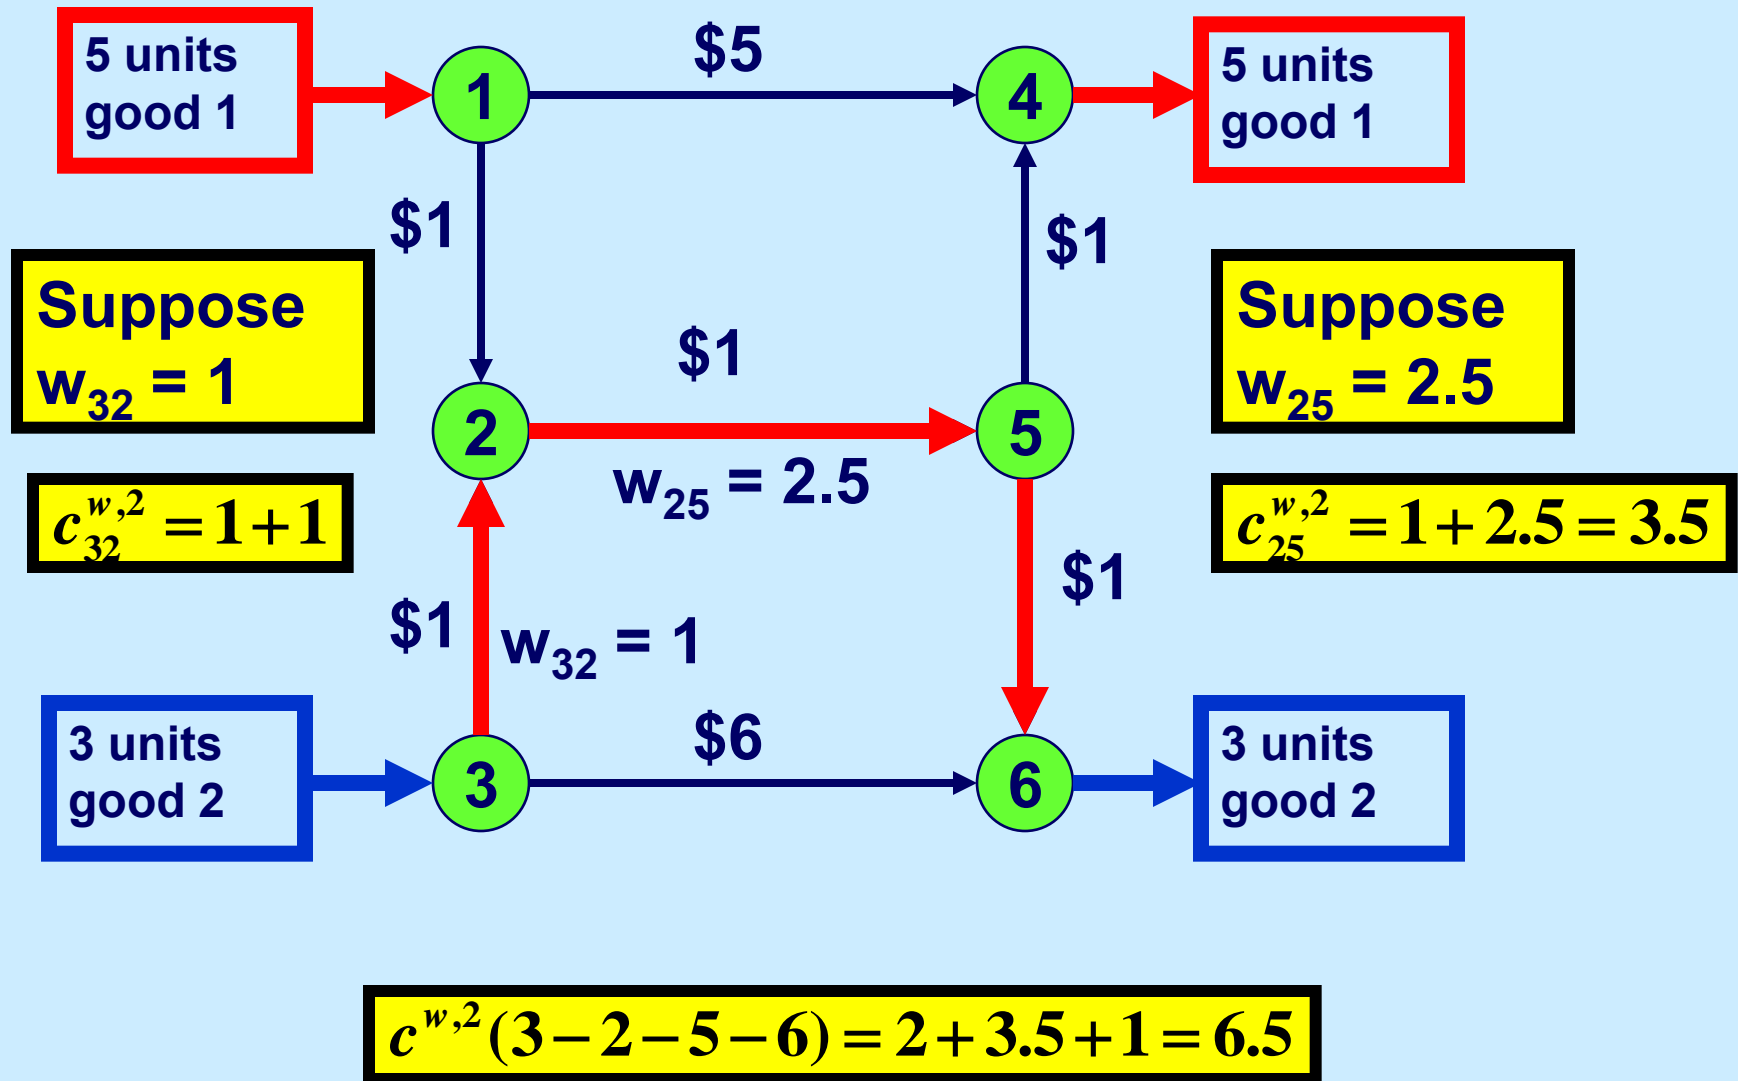 5 units
good 1
1
$5
4
5 units
good 1
$1
$1
Suppose
w₃₂ = 1
$1
Suppose
w₂₅ = 2.5
2
5
w₂₅ = 2.5
c₃₂^{w,2} = 1+1
c₂₅^{w,2} = 1+2.5 = 3.5
$1
$1
w₃₂ = 1
3 units
good 2
3
$6
6
3 units
good 2
c^{w,2}(3−2−5−6) = 2+3.5+1 = 6.5